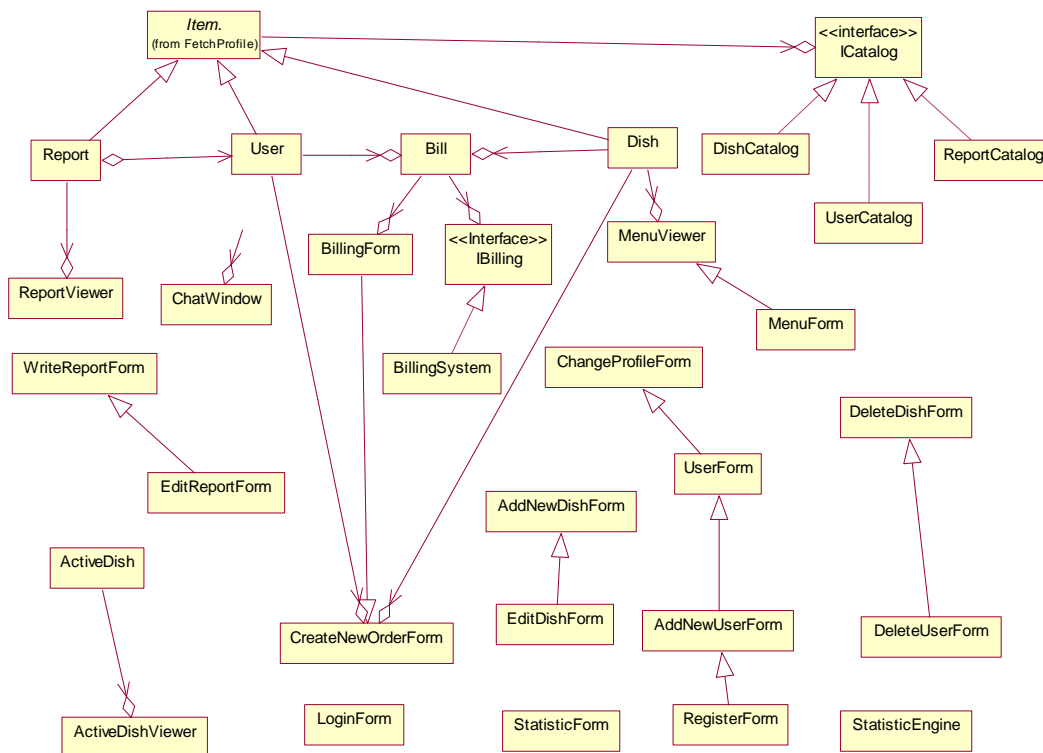 Item.
(from FetchProfile)
<<interface>>
ICatalog
Report
User
Bill
Dish
DishCatalog
ReportCatalog
UserCatalog
BillingForm
<<Interface>>
IBilling
MenuViewer
ReportViewer
ChatWindow
MenuForm
WriteReportForm
BillingSystem
ChangeProfileForm
DeleteDishForm
EditReportForm
UserForm
AddNewDishForm
ActiveDish
CreateNewOrderForm
EditDishForm
AddNewUserForm
DeleteUserForm
ActiveDishViewer
LoginForm
StatisticForm
RegisterForm
StatisticEngine